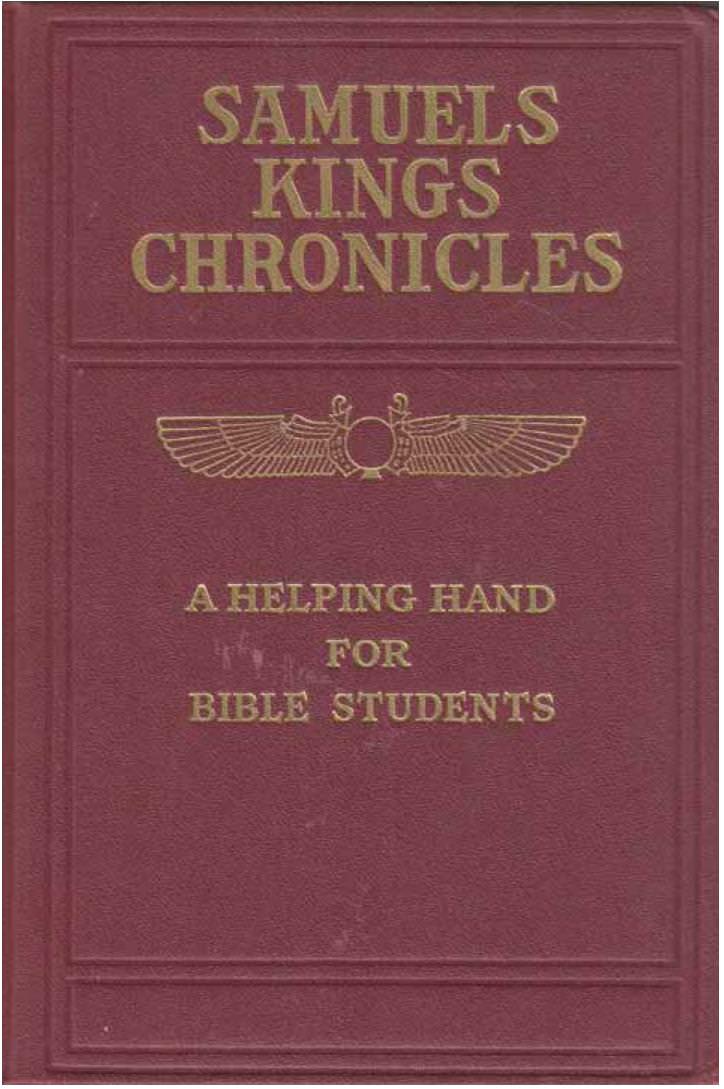 SAMUELS
KINGS
CHRONICLES
A HELPING HAND
FOR
BIBLE STUDENTS